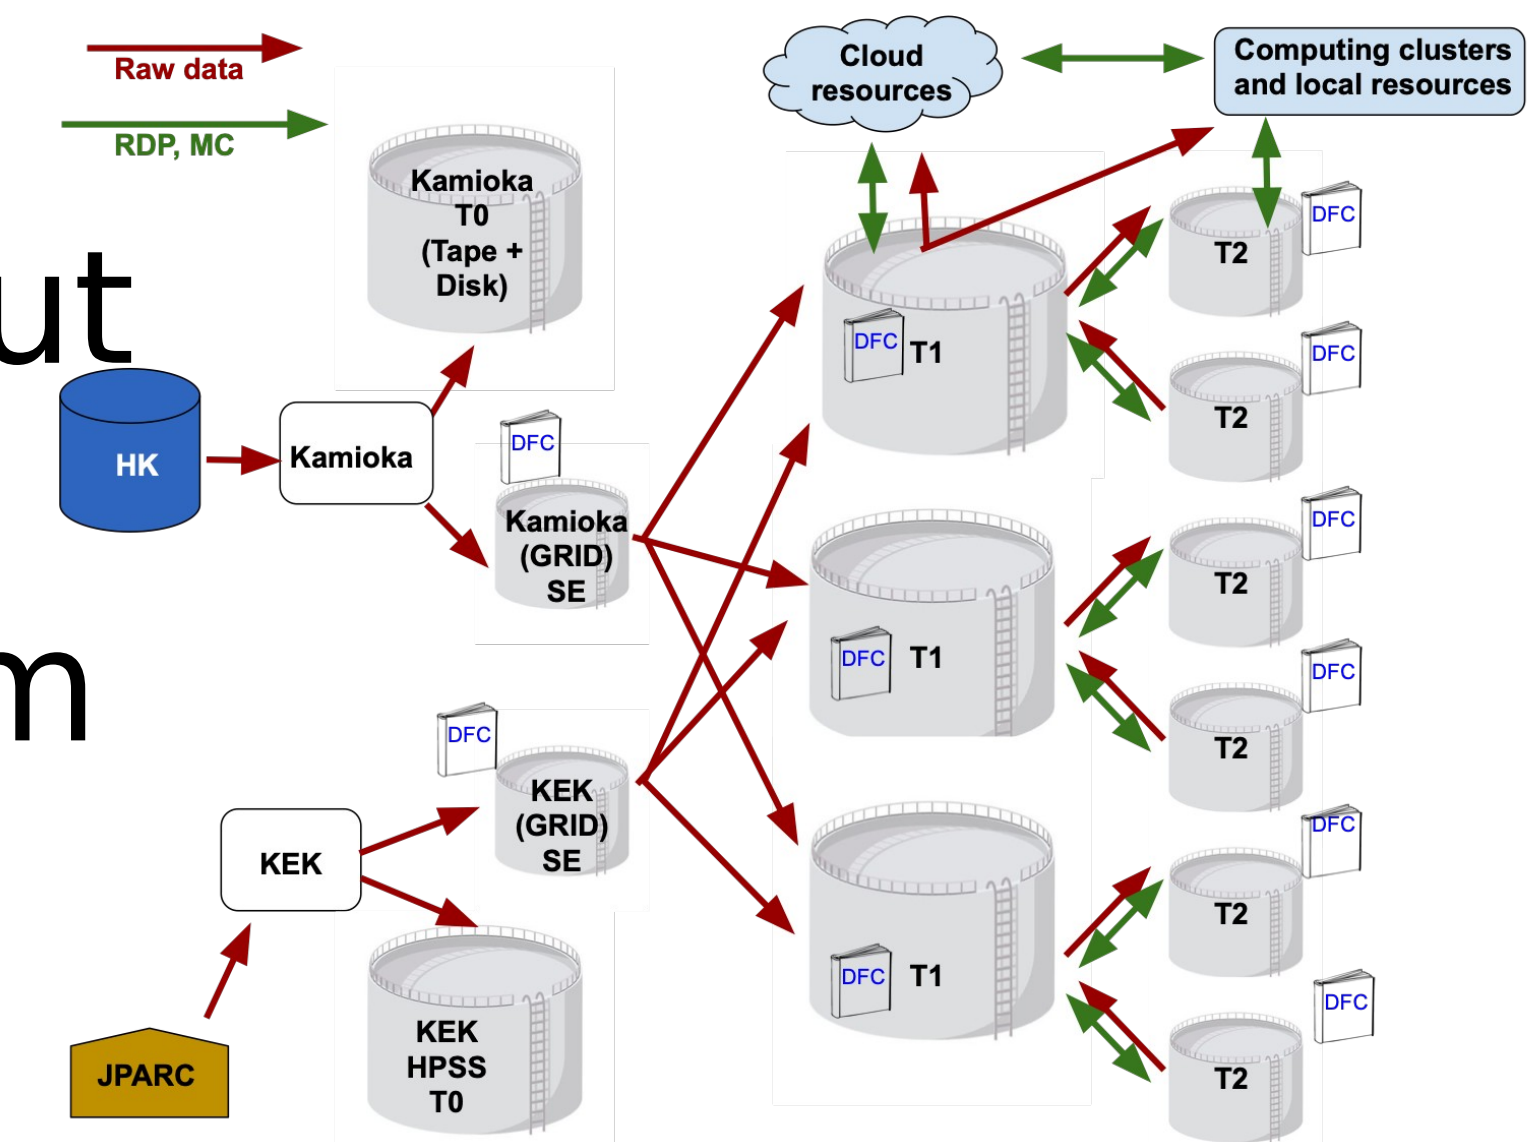 Raw data
RDP, MC
Cloud
resources
Computing clusters
and local resources
Kamioka
T0
(Tape +
Disk)
ut
HK
Kamioka
DFC
Kamioka
(GRID)
SE
m
DFC
KEK
(GRID)
SE
KEK
JPARC
KEK
HPSS
T0
DFC
T1
DFC
T1
DFC
T1
DFC
T2
DFC
T2
DFC
T2
DFC
T2
DFC
T2
DFC
T2